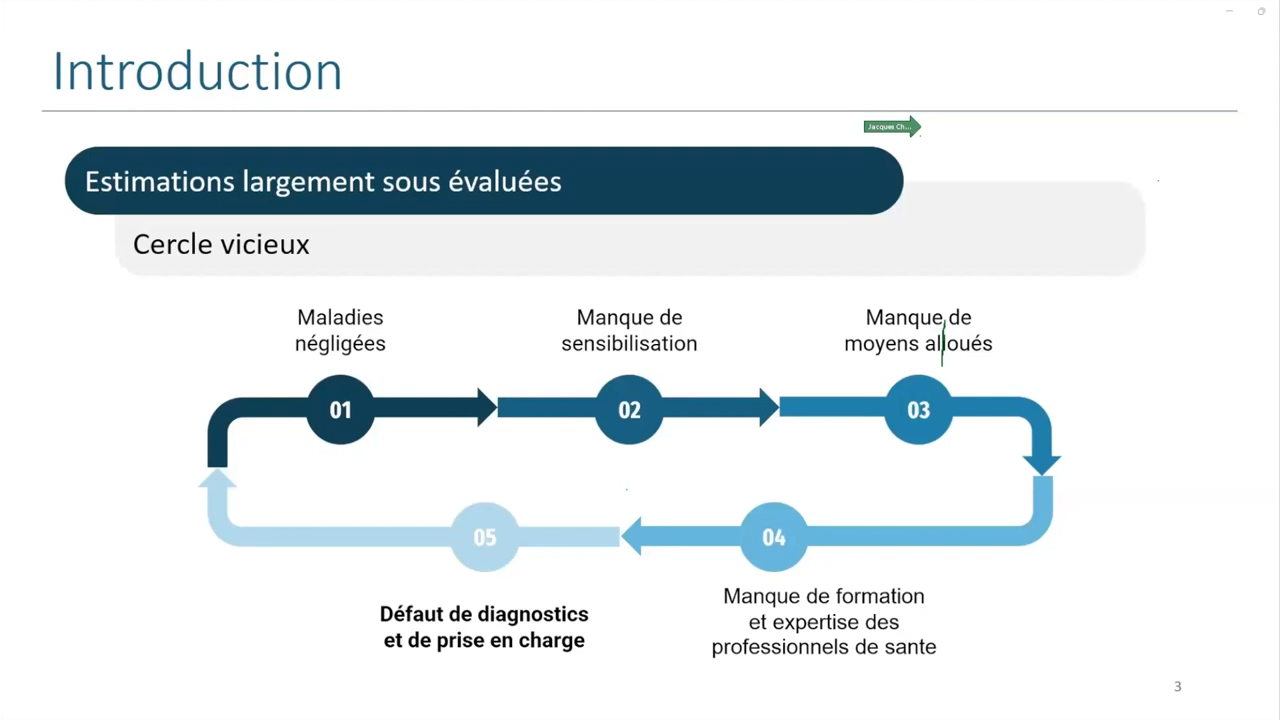 Introduction
Jacques Ch...
Estimations largement sous évaluées
Cercle vicieux
Maladies
négligées
Manque de
sensibilisation
Manque de
moyens alloués
01
02
03
05
04
Défaut de diagnostics
et de prise en charge
Manque de formation
et expertise des
professionnels de sante
3